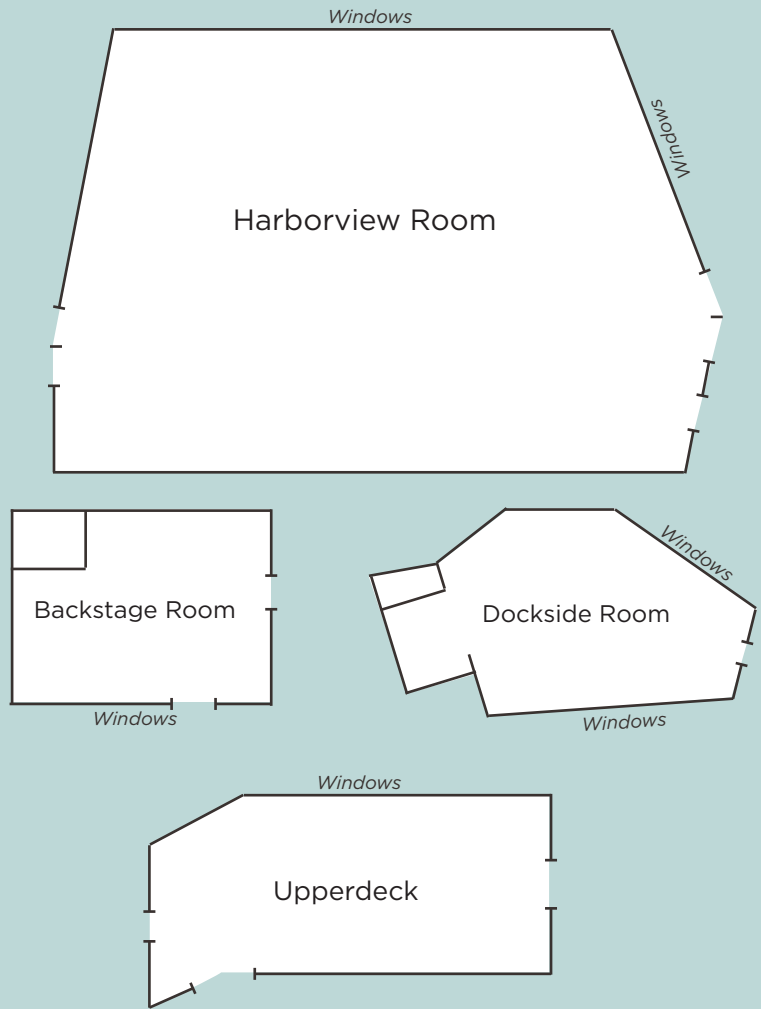 Windows
Windows
Harborview Room
Windows
Backstage Room
Dockside Room
Windows
Windows
Windows
Upperdeck